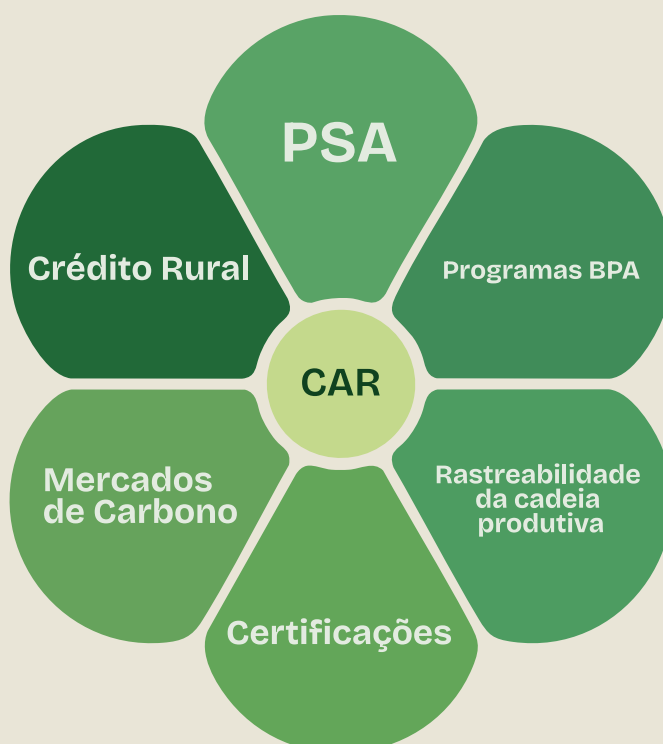 PSA
Crédito Rural
Programas BPA
CAR
Mercados
de Carbono
Rastreabilidade
da cadeia
produtiva
Certificações